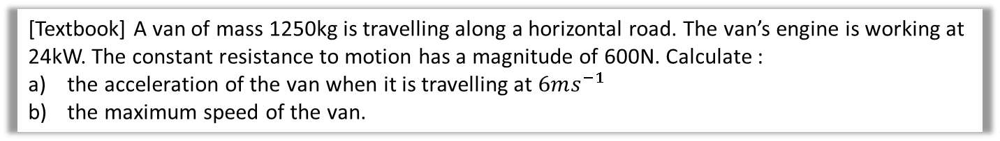 [Textbook] A van of mass 1250kg is travelling along a horizontal road. The van’s engine is working at
24kW. The constant resistance to motion has a magnitude of 600N. Calculate :
a) the acceleration of the van when it is travelling at 6ms⁻¹
b) the maximum speed of the van.